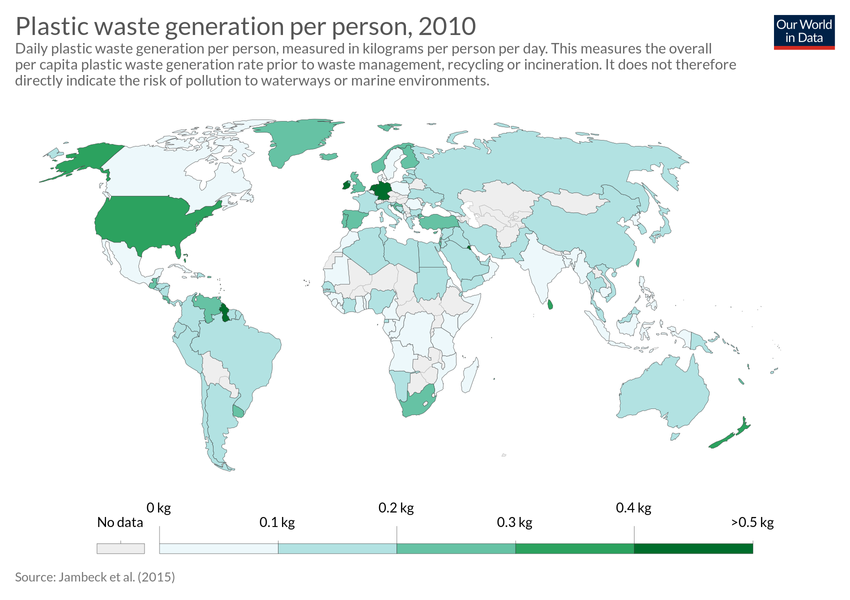 Plastic waste generation per person, 2010
Our World
in Data
Daily plastic waste generation per person, measured in kilograms per person per day. This measures the overall
per capita plastic waste generation rate prior to waste management, recycling or incineration. It does not therefore
directly indicate the risk of pollution to waterways or marine environments.
0 kg
0.2 kg
0.4 kg
No data
0.1 kg
0.3 kg
>0.5 kg
Source: Jambeck et al. (2015)